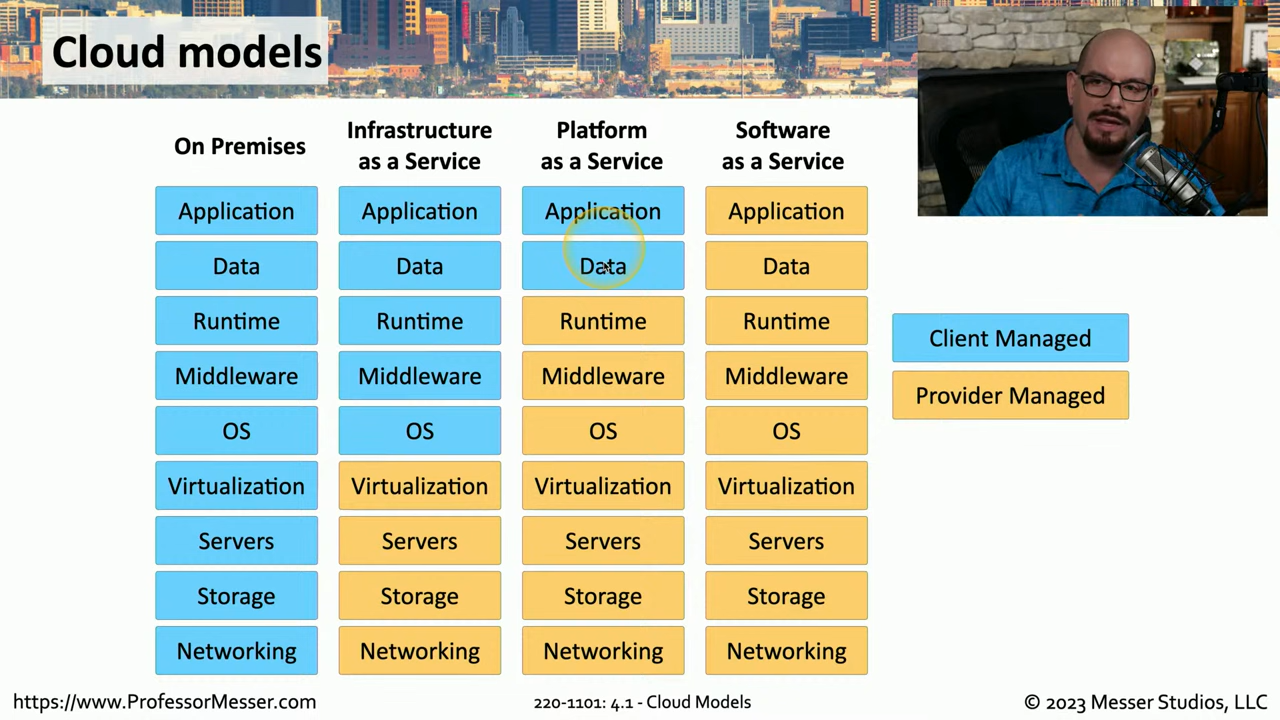 Cloud models
On Premises
Infrastructure
as a Service
Platform
as a Service
Software
as a Service
Application
Application
Application
Application
Data
Data
Data
Data
Runtime
Runtime
Runtime
Runtime
Middleware
Middleware
Middleware
Middleware
OS
OS
OS
OS
Virtualization
Virtualization
Virtualization
Virtualization
Servers
Servers
Servers
Servers
Storage
Storage
Storage
Storage
Networking
Networking
Networking
Networking
Client Managed
Provider Managed
https://www.ProfessorMesser.com
220-1101: 4.1 - Cloud Models
© 2023 Messer Studios, LLC